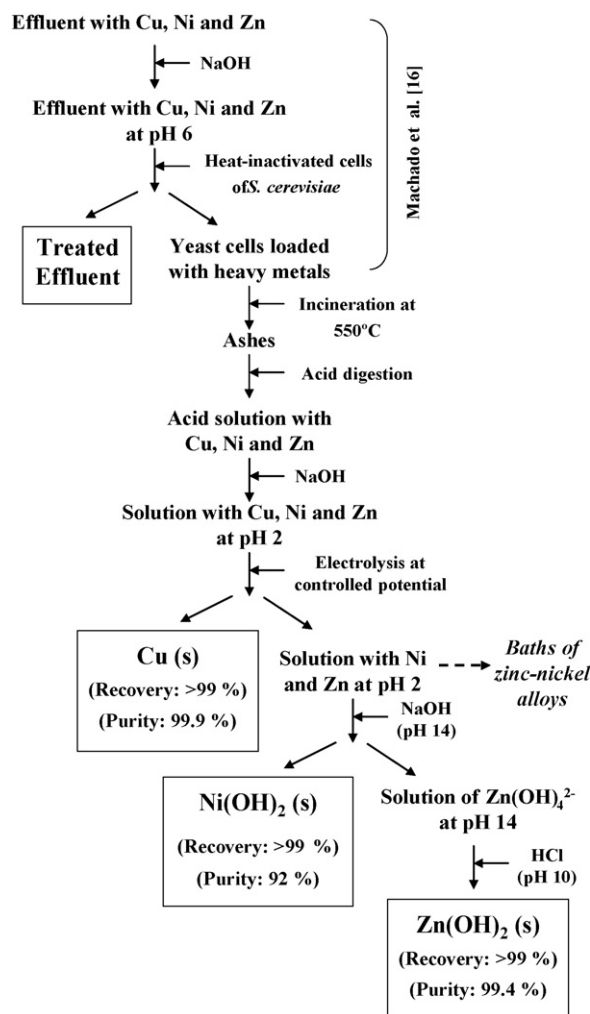 Effluent with Cu, Ni and Zn
NaOH
Effluent with Cu, Ni and Zn
at pH 6
Heat-inactivated cells
ofS. cerevisiae
Machado et al. [16]
Treated
Effluent
Yeast cells loaded
with heavy metals
Incineration at
550ºC
Ashes
Acid digestion
Acid solution with
Cu, Ni and Zn
NaOH
Solution with Cu, Ni and Zn
at pH 2
Electrolysis at
controlled potential
Cu (s)
(Recovery: >99 %)
(Purity: 99.9 %)
Solution with Ni
and Zn at pH 2
Baths of
zinc-nickel
alloys
NaOH
(pH 14)
Ni(OH)₂ (s)
(Recovery: >99 %)
(Purity: 92 %)
Solution of Zn(OH)₄²⁻
at pH 14
HCl
(pH 10)
Zn(OH)₂ (s)
(Recovery: >99 %)
(Purity: 99.4 %)